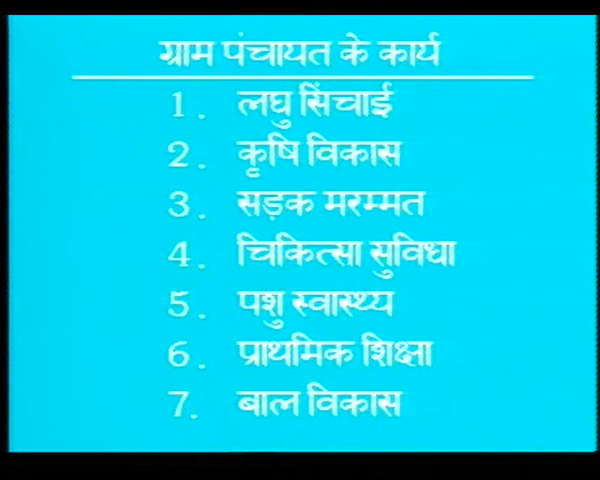 ग्राम पंचायत के कार्य
1. लघु सिंचाई
2. कृषि विकास
3. सड़क मरम्मत
4. चिकित्सा सुविधा
5. पशु स्वास्थ्य
6. प्राथमिक शिक्षा
7. बाल विकास